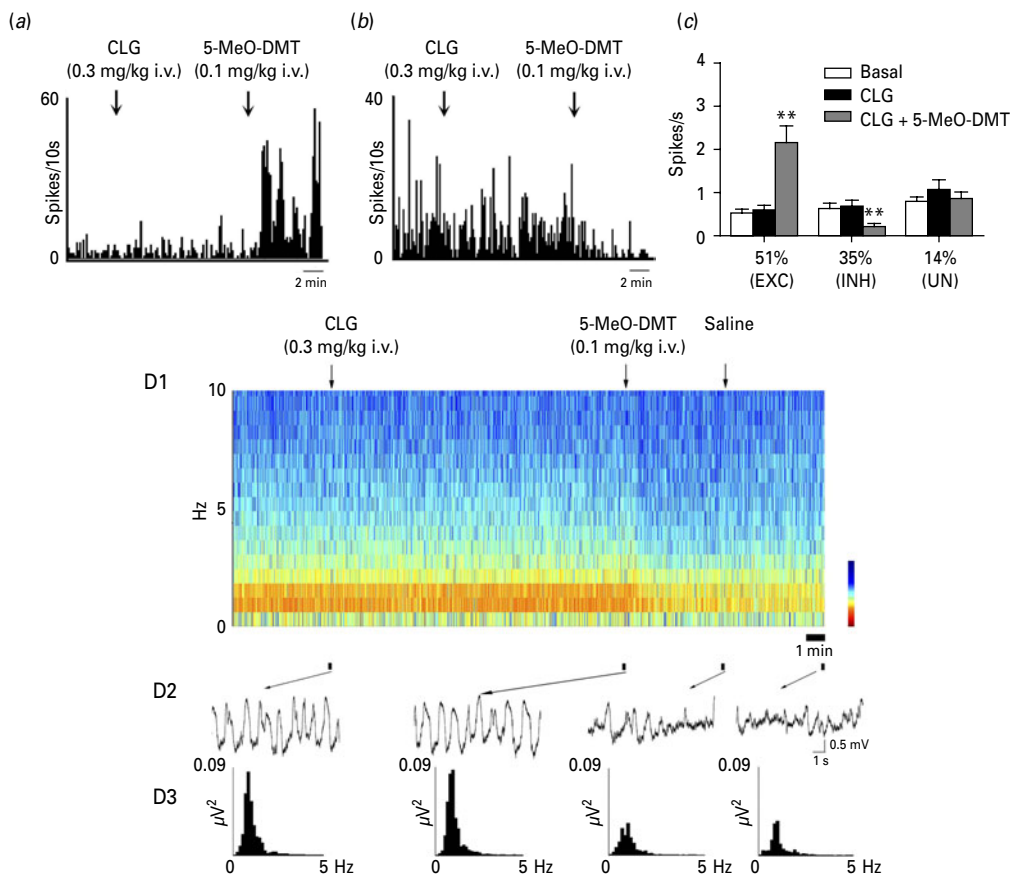 (a)
CLG
(0.3 mg/kg i.v.)
5-MeO-DMT
(0.1 mg/kg i.v.)
60
Spikes/10s
0
2 min
(b)
CLG
(0.3 mg/kg i.v.)
5-MeO-DMT
(0.1 mg/kg i.v.)
40
Spikes/10s
0
2 min
(c)
4
3
2
1
0
Spikes/s
Basal
CLG
CLG + 5-MeO-DMT
**
**
51%
(EXC)
35%
(INH)
14%
(UN)
CLG
(0.3 mg/kg i.v.)
5-MeO-DMT
(0.1 mg/kg i.v.)
Saline
D1
10
5
0
Hz
1 min
D2
0.5 mV
1 s
D3
0.09
µV²
0 5 Hz
0.09
µV²
0 5 Hz
0.09
µV²
0 5 Hz
0.09
µV²
0 5 Hz